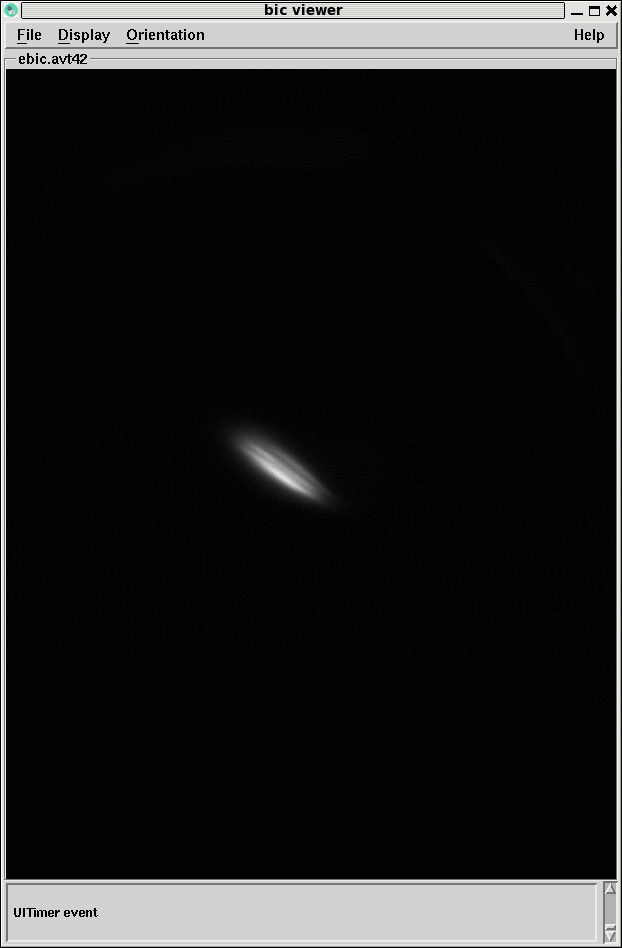 bic viewer
File Display Orientation Help
ebic.avt42
UITimer event